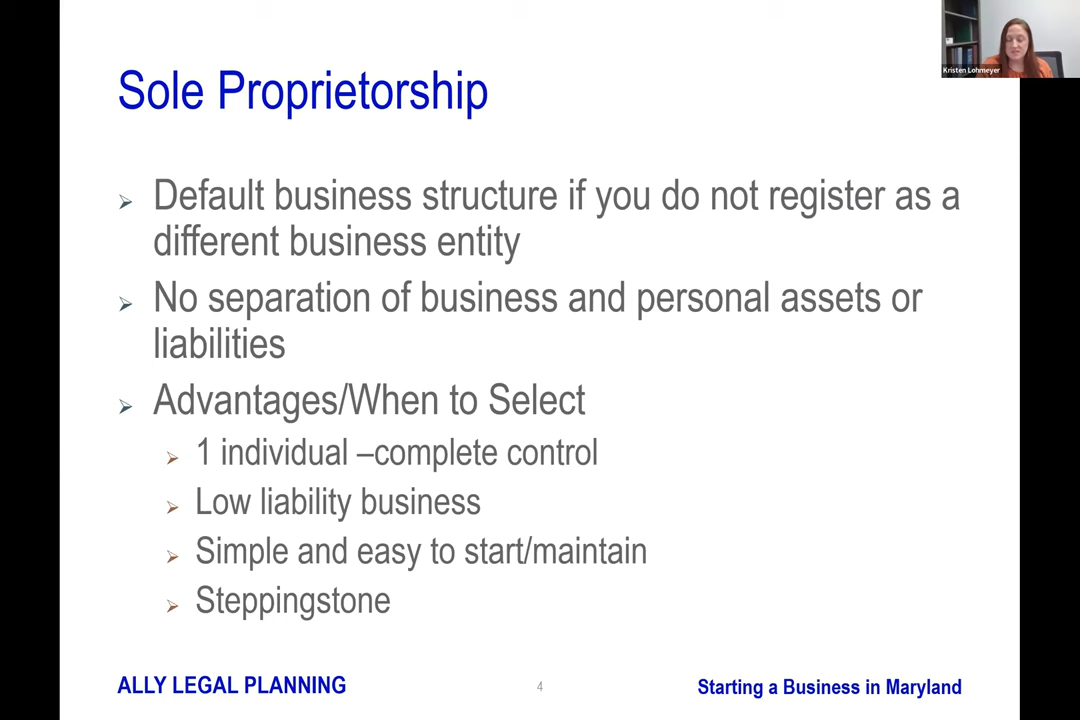 Kristen Lohmeyer
Sole Proprietorship
Default business structure if you do not register as a
different business entity
No separation of business and personal assets or
liabilities
Advantages/When to Select
1 individual –complete control
Low liability business
Simple and easy to start/maintain
Steppingstone
ALLY LEGAL PLANNING
4
Starting a Business in Maryland